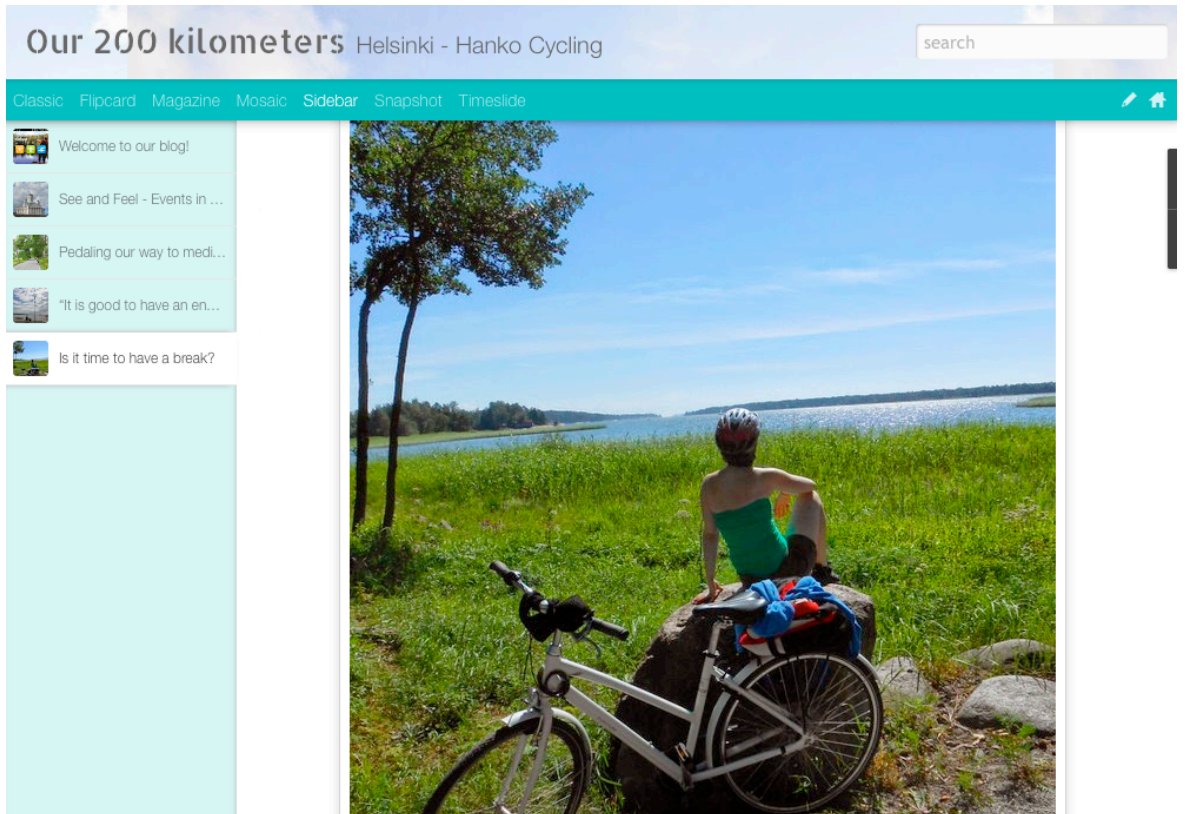 Our 200 kilometers Helsinki - Hanko Cycling
search
Classic Flipcard Magazine Mosaic Sidebar Snapshot Timeslide
Welcome to our blog!
See and Feel - Events in ...
Pedaling our way to medi...
“It is good to have an en...
Is it time to have a break?